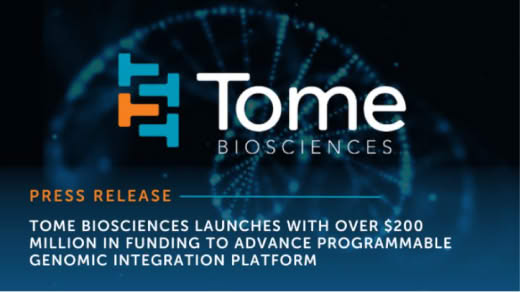 Tome
BIOSCIENCES
PRESS RELEASE
TOME BIOSCIENCES LAUNCHES WITH OVER $200
MILLION IN FUNDING TO ADVANCE PROGRAMMABLE
GENOMIC INTEGRATION PLATFORM